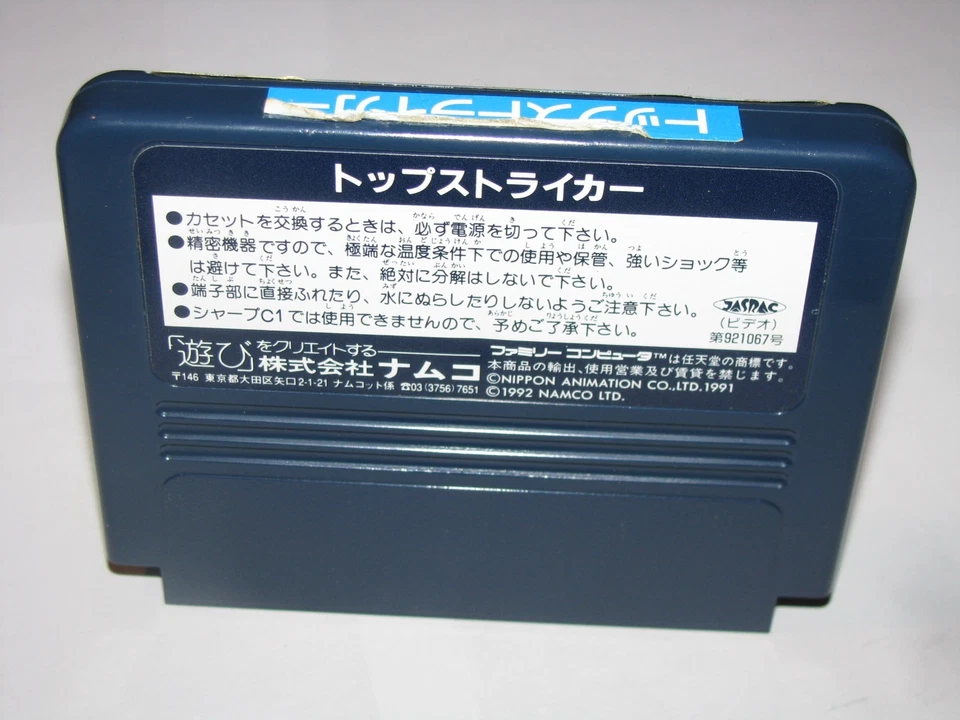 トップストライカー
トップストライカー
●カセットを交換するときは、必ず電源を切って下さい。
●精密機器ですので、極端な温度条件下での使用や保管、強いショック等
は避けて下さい。また、絶対に分解はしないで下さい。
●端子部に直接ふれたり、水にぬらしたりしないようご注意下さい。
●シャープC1では使用できませんので、予めご了承下さい。
JASRAC
(ビデオ)
第921067号
「遊び」をクリエイトする
株式会社ナムコ
〒146 東京都大田区矢口2-1-21 ナムコット係 ☎03(3756)7651
ファミリーコンピュータ™は任天堂の商標です。
本商品の輸出、使用営業及び賃貸を禁じます。
©NIPPON ANIMATION CO.,LTD.1991
©1992 NAMCO LTD.